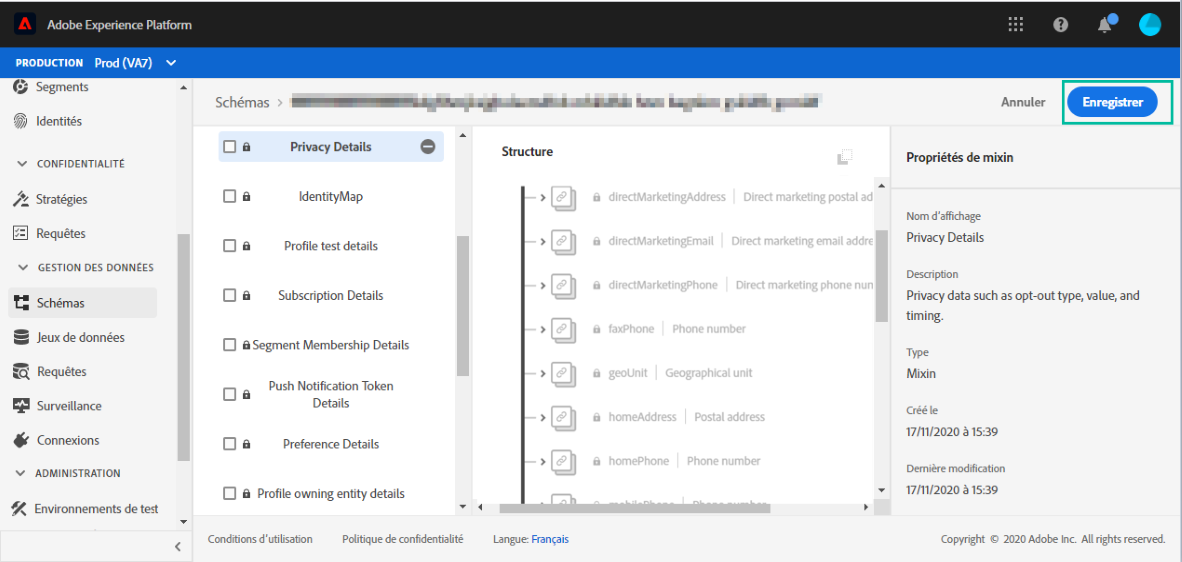 Adobe Experience Platform
PRODUCTION Prod (VA7)
Segments
Identités
CONFIDENTIALITÉ
Stratégies
Requêtes
GESTION DES DONNÉES
Schémas
Jeux de données
Requêtes
Surveillance
Connexions
ADMINISTRATION
Environnements de test
Schémas
Annuler Enregistrer
Privacy Details
IdentityMap
Profile test details
Subscription Details
Segment Membership Details
Push Notification Token
Details
Preference Details
Profile owning entity details
Structure
directMarketingAddress Direct marketing postal ad
directMarketingEmail Direct marketing email addre
directMarketingPhone Direct marketing phone num
faxPhone Phone number
geoUnit Geographical unit
homeAddress Postal address
homePhone Phone number
mobilePhone Phone number
Propriétés de mixin
Nom d'affichage
Privacy Details
Description
Privacy data such as opt-out type, value, and
timing.
Type
Mixin
Créé le
17/11/2020 à 15:39
Dernière modification
17/11/2020 à 15:39
Conditions d'utilisation Politique de confidentialité Langue: Français Copyright © 2020 Adobe Inc. All rights reserved.